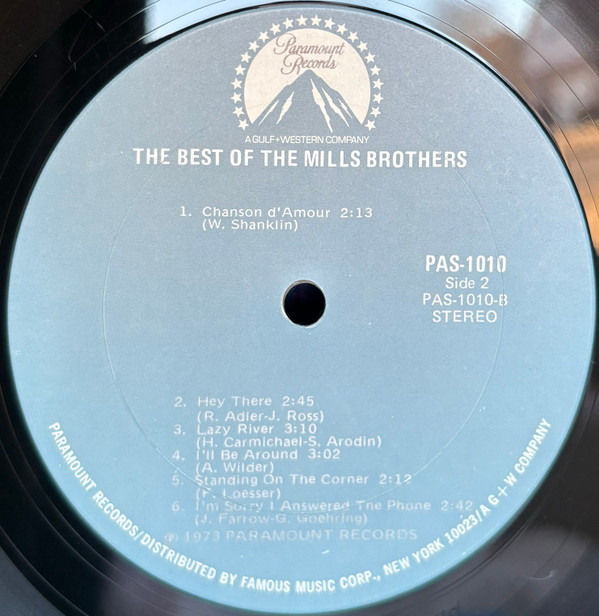 Paramount
Records
A GULF+WESTERN COMPANY
THE BEST OF THE MILLS BROTHERS
1. Chanson d'Amour 2:13
(W. Shanklin)
PAS-1010
Side 2
PAS-1010-B
STEREO
2. Hey There 2:45
(R. Adler-J. Ross)
3. Lazy River 3:10
(H. Carmichael-S. Arodin)
4. I'll Be Around 3:02
(A. Wilder)
5. Standing On The Corner 2:12
(F. Loesser)
6. I'm Sorry I Answered The Phone 2:42
(J. Farrow-G. Goehring)
℗ 1973 PARAMOUNT RECORDS
PARAMOUNT RECORDS/DISTRIBUTED BY FAMOUS MUSIC CORP., NEW YORK 10023/A G + W COMPANY